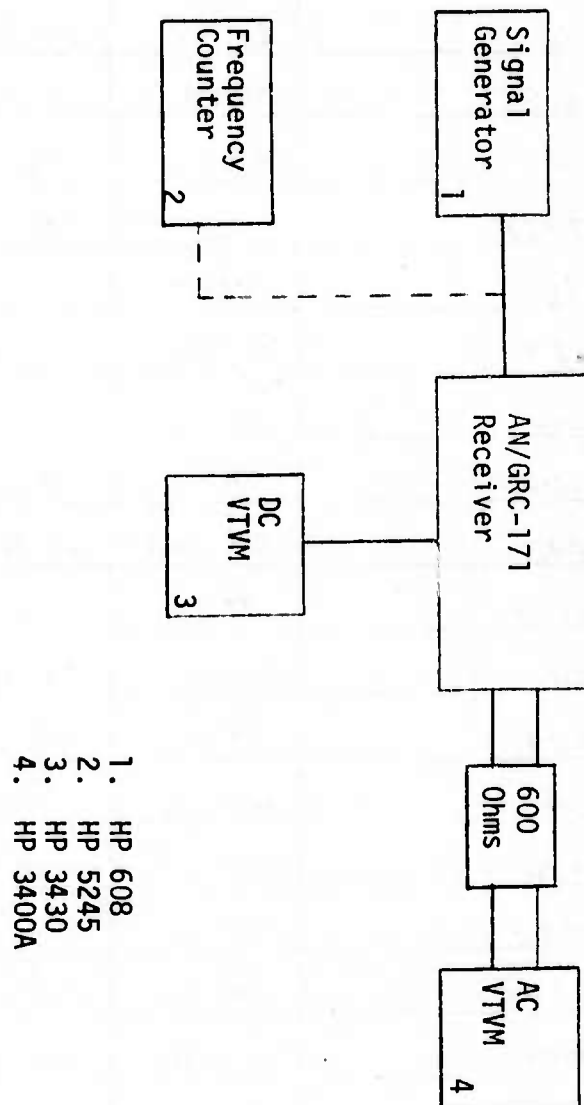 Signal
Generator
1
Frequency
Counter
2
AN/GRC-171
Receiver
DC
VTVM
3
600
Ohms
AC
VTVM
4
1. HP 608
2. HP 5245
3. HP 3430
4. HP 3400A